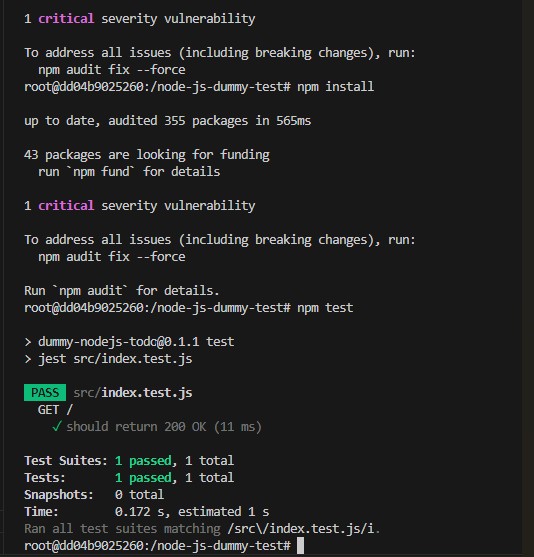 1 critical severity vulnerability
To address all issues (including breaking changes), run:
npm audit fix --force
root@dd04b9025260:/node-js-dummy-test# npm install
up to date, audited 355 packages in 565ms
43 packages are looking for funding
run `npm fund` for details
1 critical severity vulnerability
To address all issues (including breaking changes), run:
npm audit fix --force
Run `npm audit` for details.
root@dd04b9025260:/node-js-dummy-test# npm test
> dummy-nodejs-todo@0.1.1 test
> jest src/index.test.js
PASS src/index.test.js
GET /
✓ should return 200 OK (11 ms)
Test Suites: 1 passed, 1 total
Tests: 1 passed, 1 total
Snapshots: 0 total
Time: 0.172 s, estimated 1 s
Ran all test suites matching /src\/index.test.js/i.
root@dd04b9025260:/node-js-dummy-test#